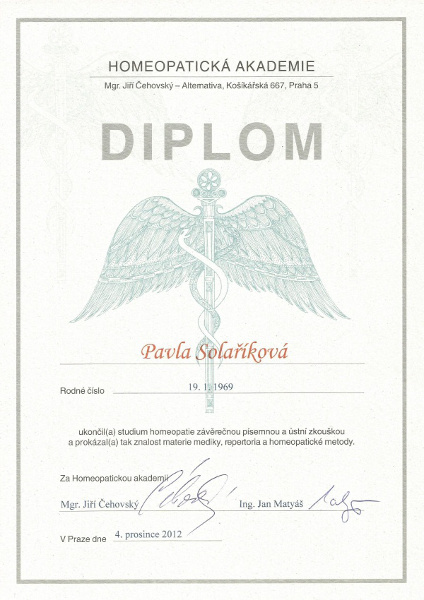 HOMEOPATICKÁ AKADEMIE
Mgr. Jiří Čehovský – Alternativa, Košíkářská 667, Praha 5
DIPLOM
Pavla Solaříková
Rodné číslo 19. 1. 1969
ukončil(a) studium homeopatie závěrečnou písemnou a ústní zkouškou
a prokázal(a) tak znalost materie mediky, repertoria a homeopatické metody.
Za Homeopatickou akademii
Mgr. Jiří Čehovský Ing. Jan Matyáš
V Praze dne 4. prosince 2012